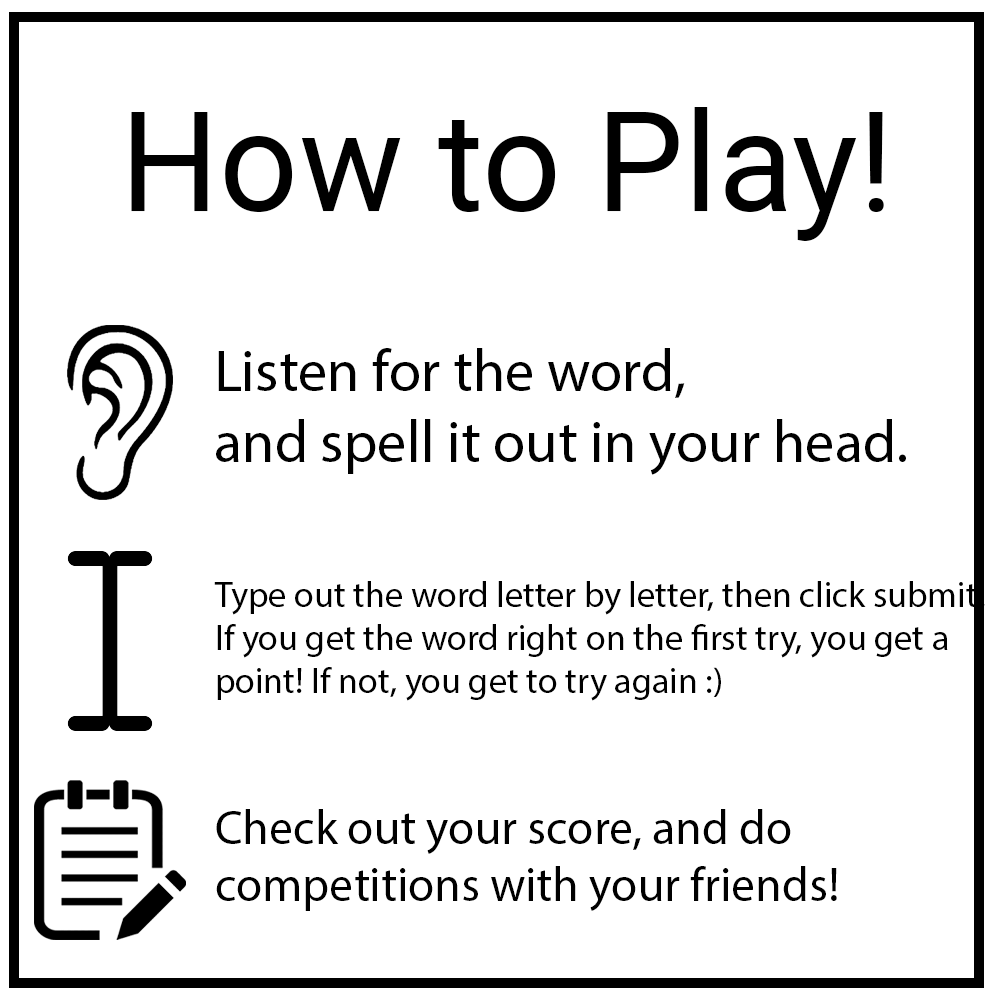 How to Play!
Listen for the word,
and spell it out in your head.
Type out the word letter by letter, then click submit.
If you get the word right on the first try, you get a
point! If not, you get to try again :)
Check out your score, and do
competitions with your friends!